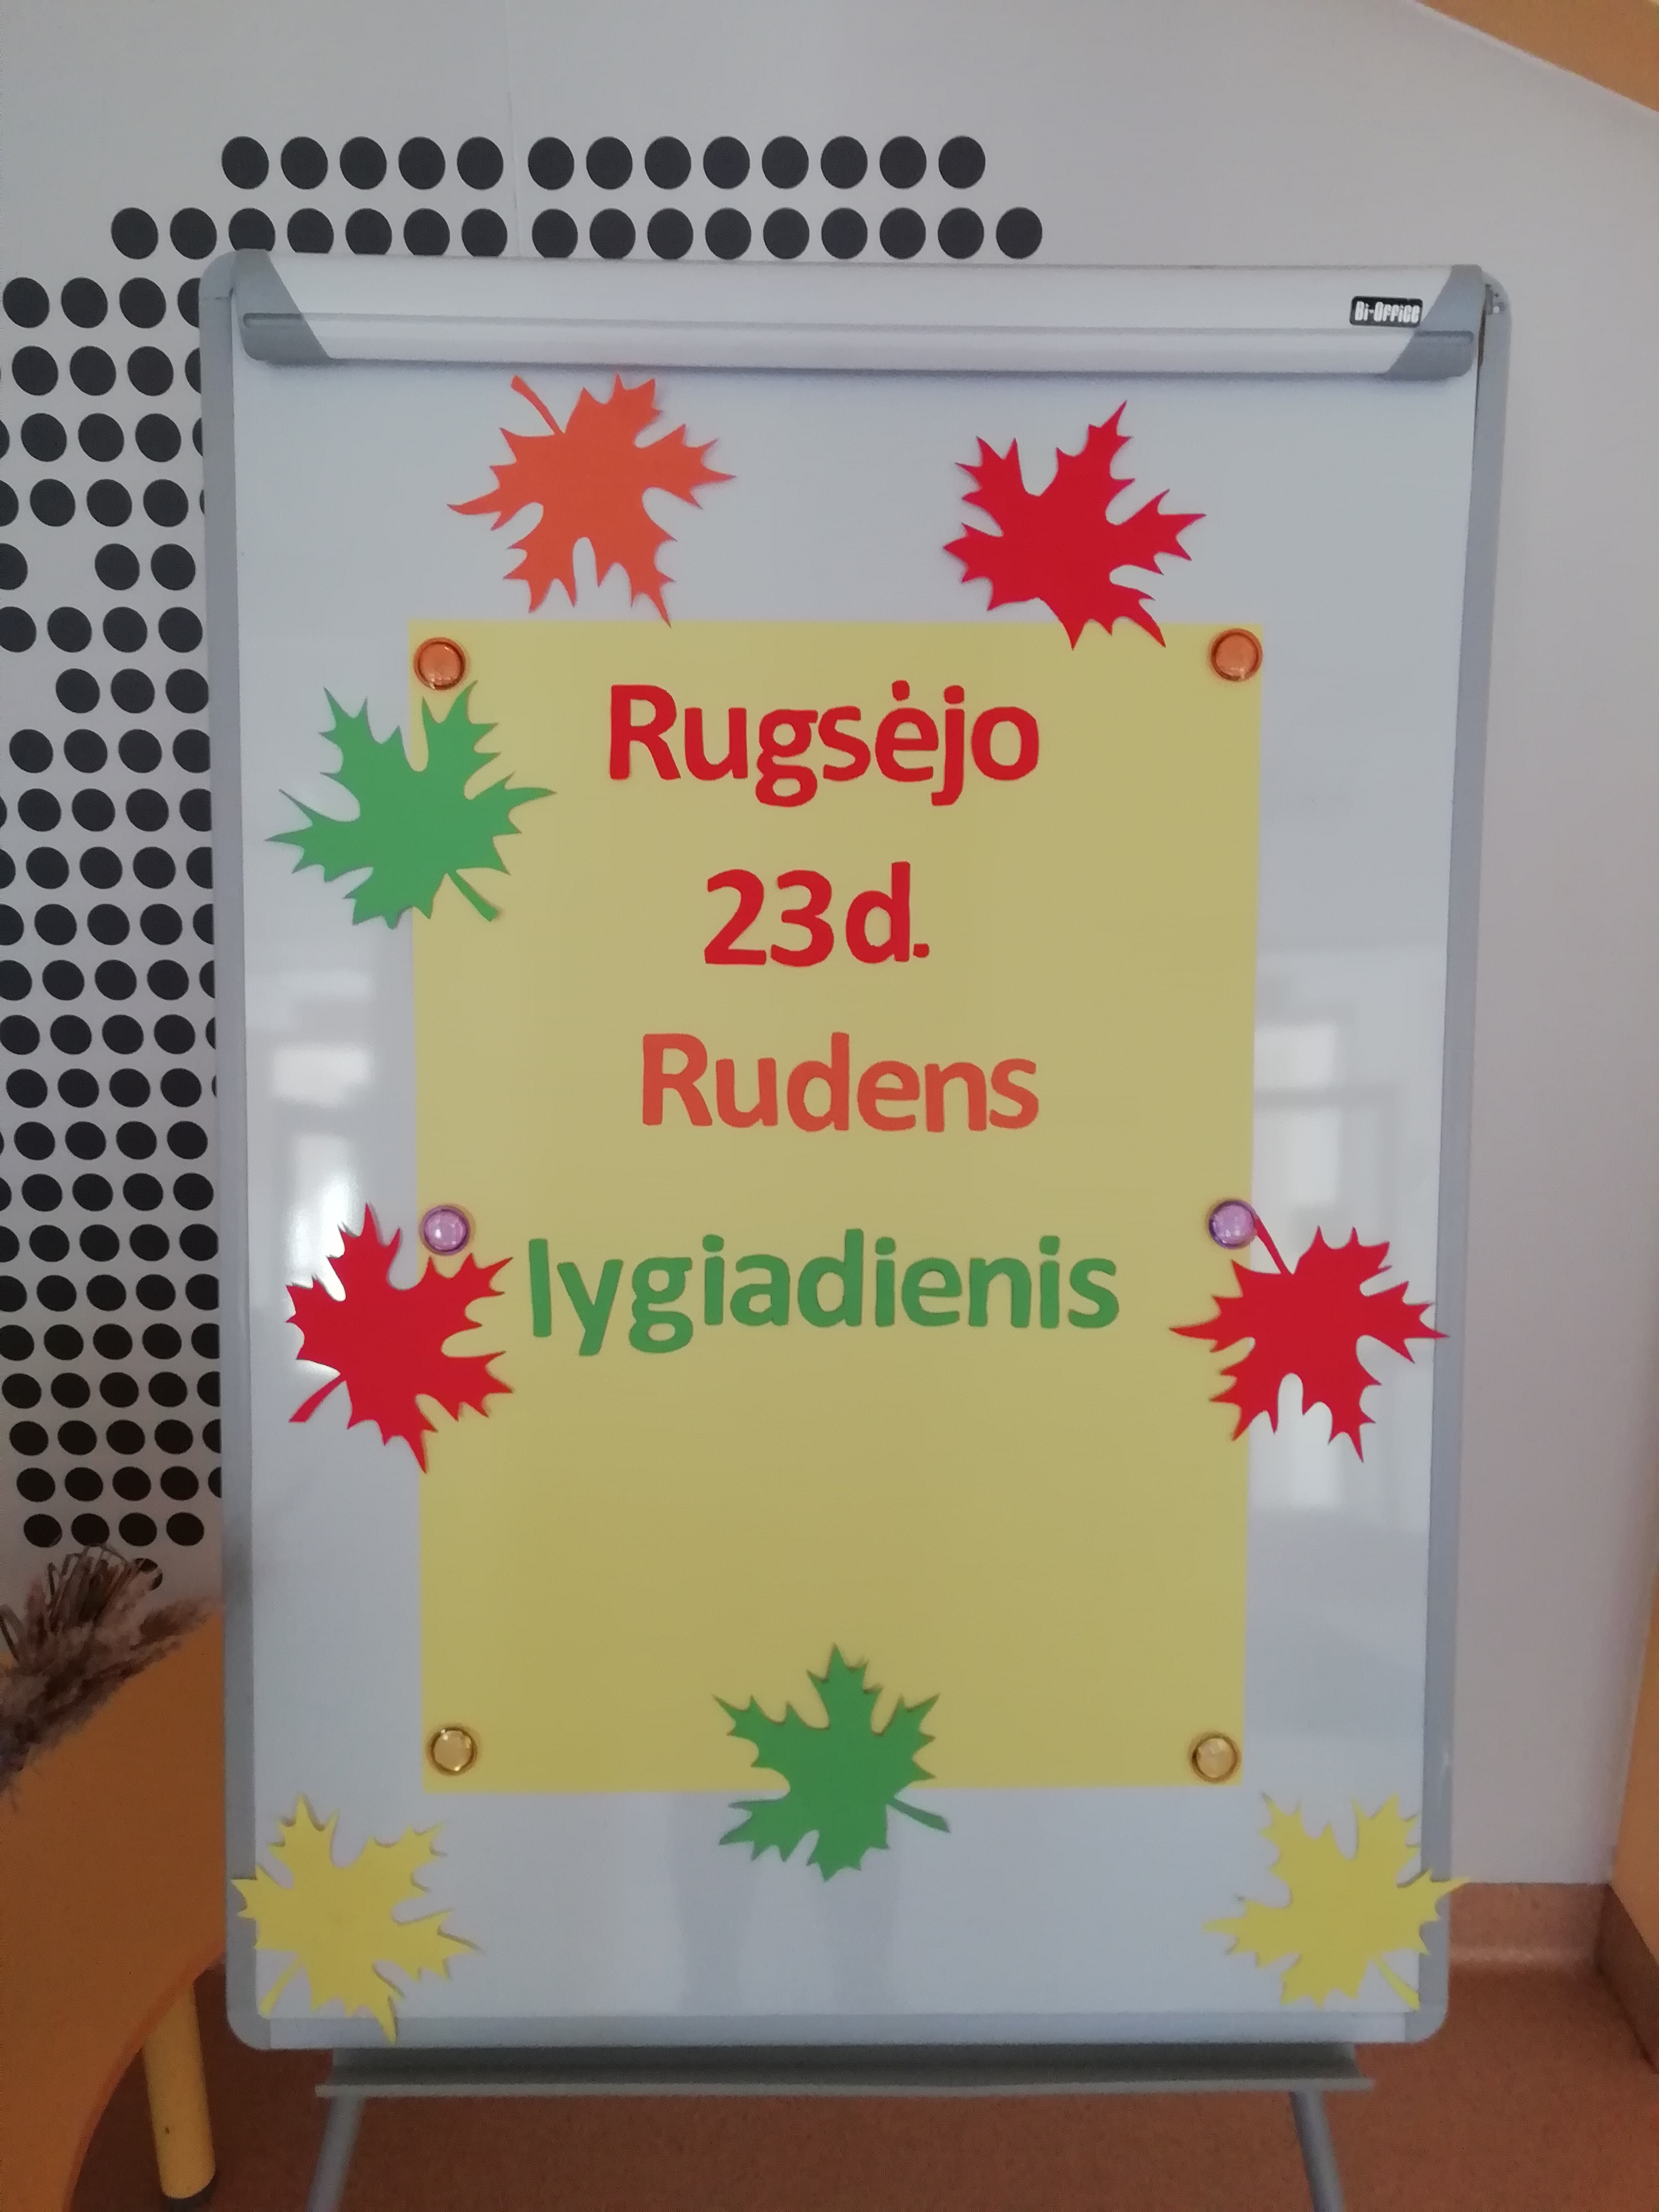 Bi-Office
Rugsėjo
23d.
Rudens
lygiadienis